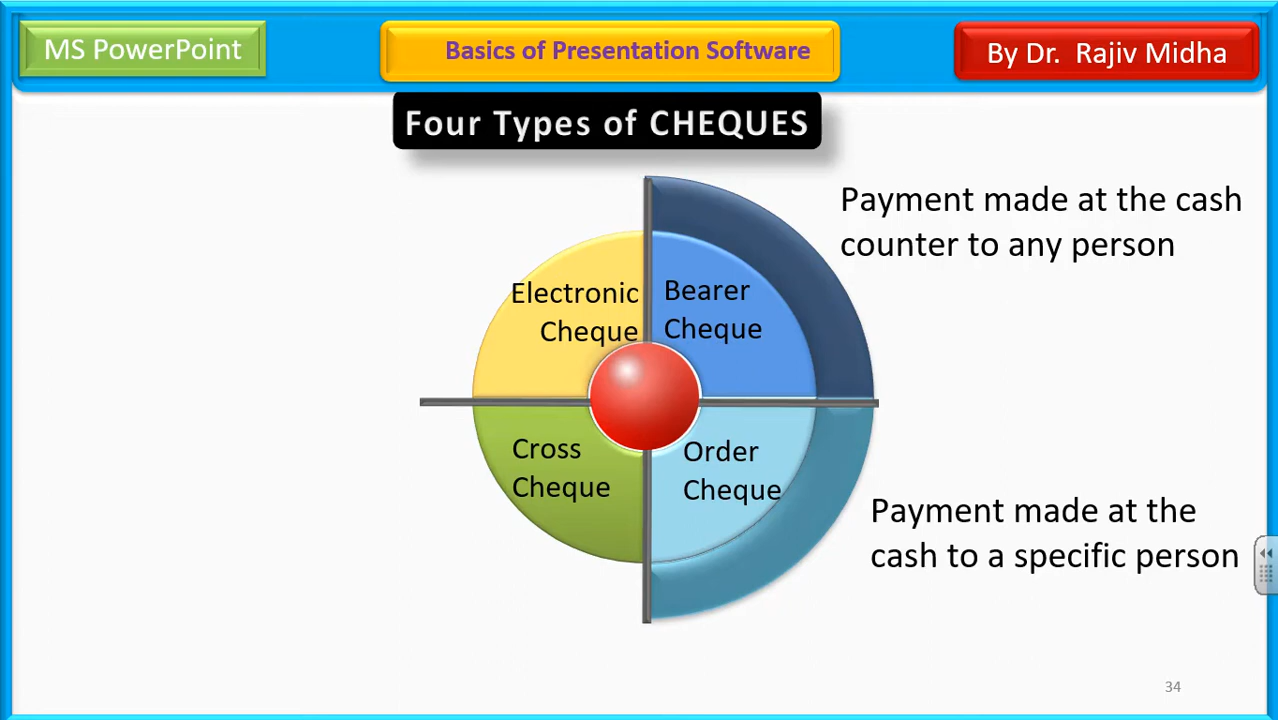 MS PowerPoint
Basics of Presentation Software
By Dr. Rajiv Midha
Four Types of CHEQUES
Payment made at the cash
counter to any person
Electronic
Cheque
Bearer
Cheque
Cross
Cheque
Order
Cheque
Payment made at the
cash to a specific person
34